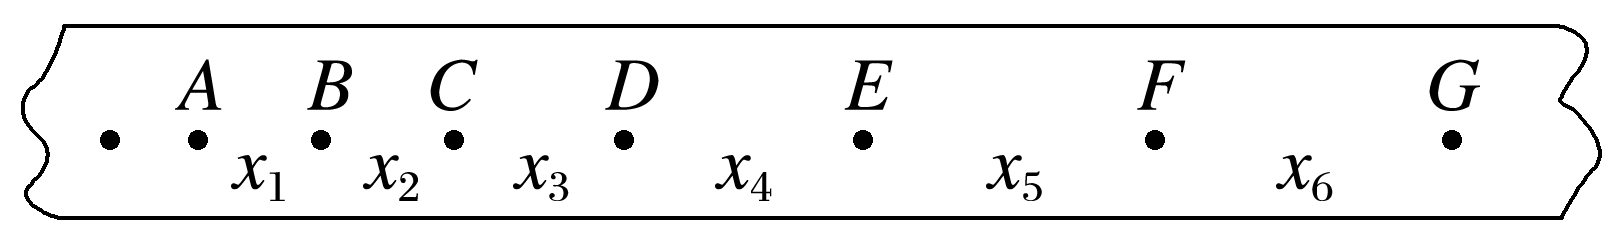 A B C D E F G
x₁ x₂ x₃ x₄ x₅ x₆